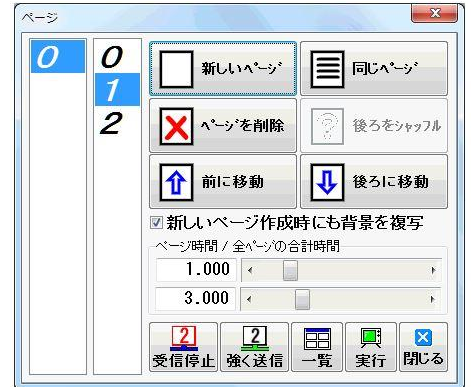 ページ
0
0
1
2
新しいﾍﾟｰｼﾞ
同じﾍﾟｰｼﾞ
ﾍﾟｰｼﾞを削除
後ろをｼｬｯﾌﾙ
前に移動
後ろに移動
新しいページ作成時にも背景を複写
ページ時間 / 全ﾍﾟｰｼﾞの合計時間
1.000
3.000
2
受信停止
2
強く送信
一覧
実行
閉じる